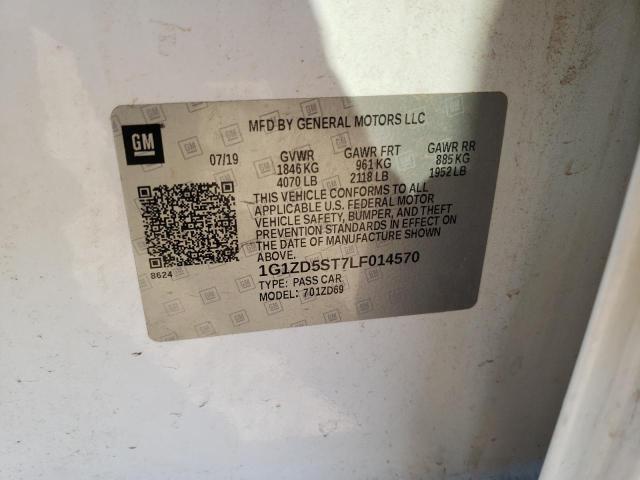 GM
MFD BY GENERAL MOTORS LLC
07/19 GVWR GAWR FRT GAWR RR
1846 KG 961 KG 885 KG
4070 LB 2118 LB 1952 LB
THIS VEHICLE CONFORMS TO ALL
APPLICABLE U.S. FEDERAL MOTOR
VEHICLE SAFETY, BUMPER, AND THEFT
PREVENTION STANDARDS IN EFFECT ON
THE DATE OF MANUFACTURE SHOWN
ABOVE.
8624
1G1ZD5ST7LF014570
TYPE: PASS CAR
MODEL: 701ZD69